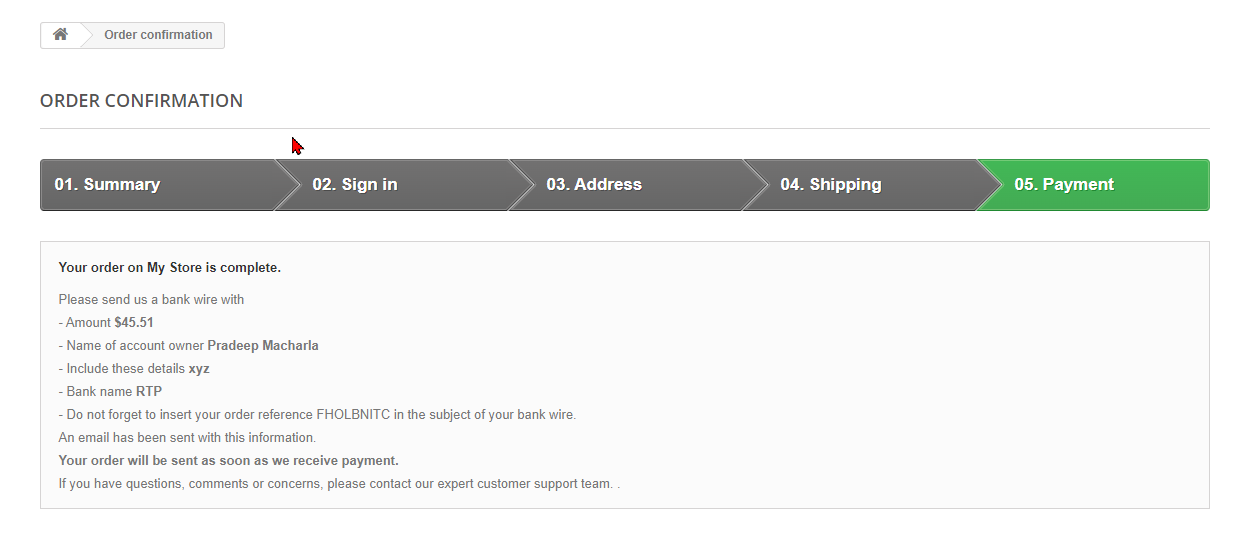 Order confirmation
ORDER CONFIRMATION
01. Summary 02. Sign in 03. Address 04. Shipping 05. Payment
Your order on My Store is complete.
Please send us a bank wire with
- Amount $45.51
- Name of account owner Pradeep Macharla
- Include these details xyz
- Bank name RTP
- Do not forget to insert your order reference FHOLBNITC in the subject of your bank wire.
An email has been sent with this information.
Your order will be sent as soon as we receive payment.
If you have questions, comments or concerns, please contact our expert customer support team. .